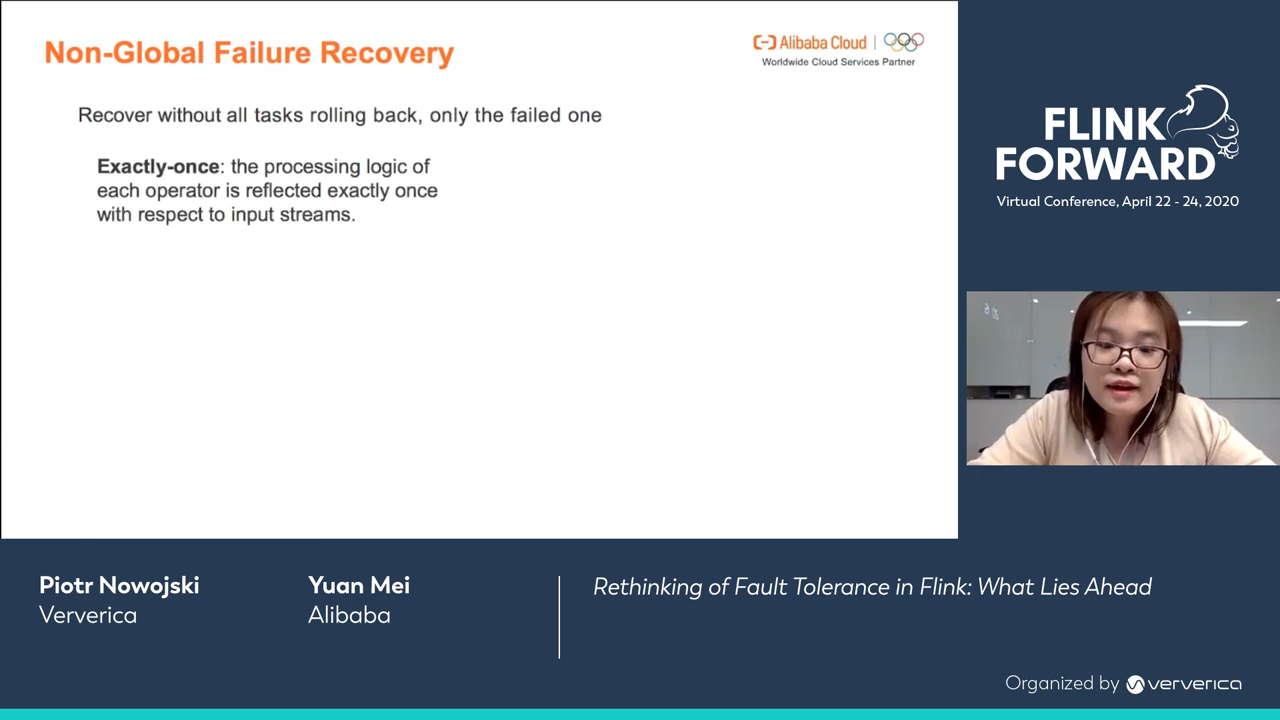 Non-Global Failure Recovery
Alibaba Cloud
Worldwide Cloud Services Partner
Recover without all tasks rolling back, only the failed one
Exactly-once: the processing logic of
each operator is reflected exactly once
with respect to input streams.
FLINK
FORWARD
Virtual Conference, April 22 - 24, 2020
Piotr Nowojski
Ververica
Yuan Mei
Alibaba
Rethinking of Fault Tolerance in Flink: What Lies Ahead
Organized by ververica